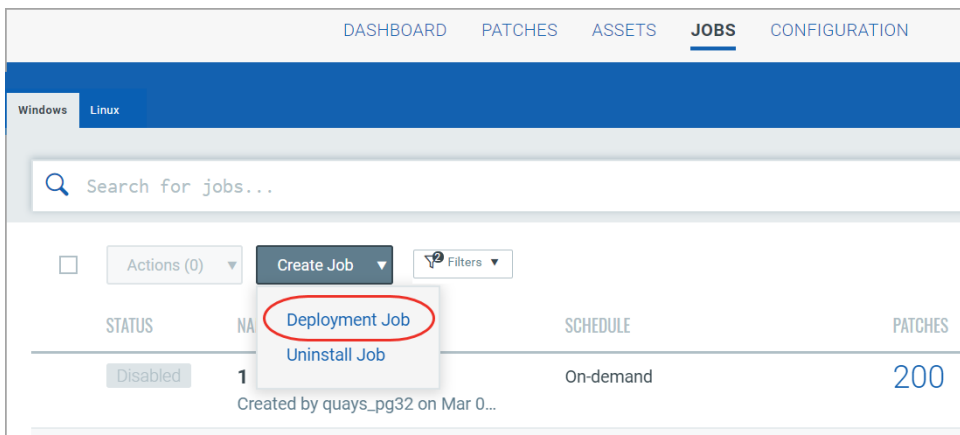 DASHBOARD PATCHES ASSETS JOBS CONFIGURATION
Windows Linux
Search for jobs...
Actions (0) Create Job 2 Filters
Deployment Job
STATUS NA SCHEDULE PATCHES
Uninstall Job
Disabled 1 On-demand 200
Created by quays_pg32 on Mar 0...